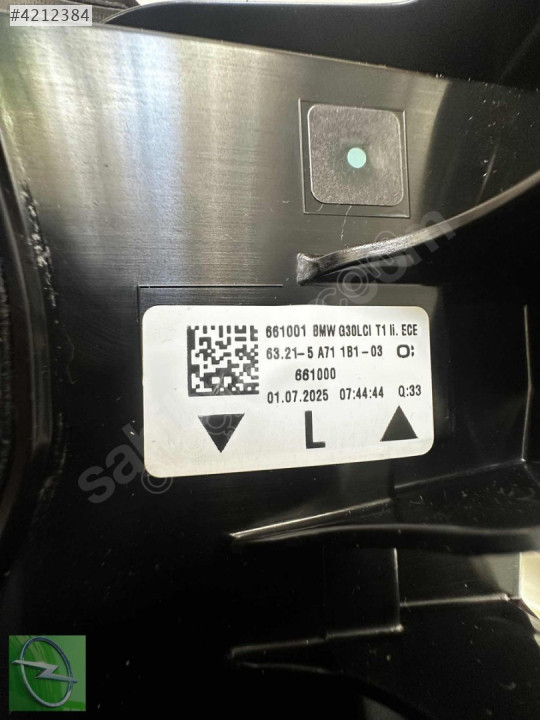 #4212384
661001 BMW G30LCI T1 li. ECE
63.21-5 A71 1B1-03 O:
661000
01.07.2025 07:44:44 Q:33
L